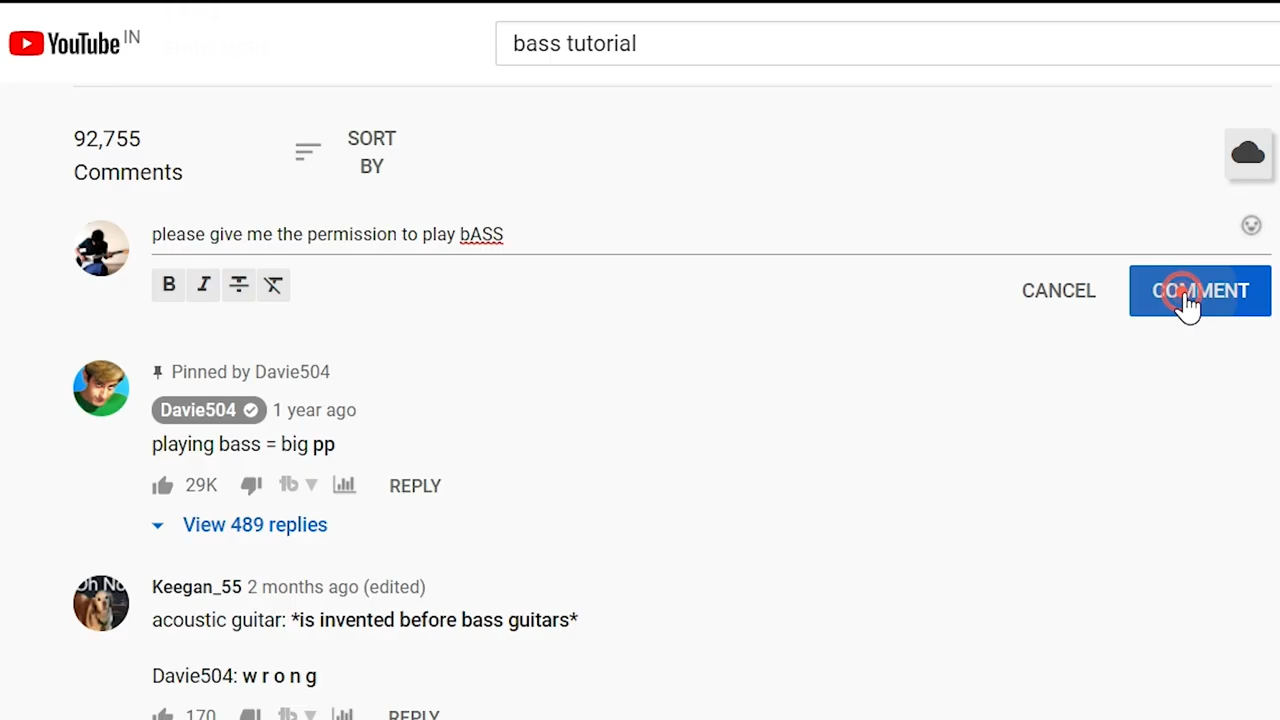 YouTube IN
bass tutorial
92,755
Comments
SORT
BY
please give me the permission to play bASS
B I
CANCEL
COMMENT
Pinned by Davie504
Davie504 1 year ago
playing bass = big pp
29K
REPLY
View 489 replies
Oh No
Keegan_55 2 months ago (edited)
acoustic guitar: *is invented before bass guitars*
Davie504: w r o n g
170
REPLY